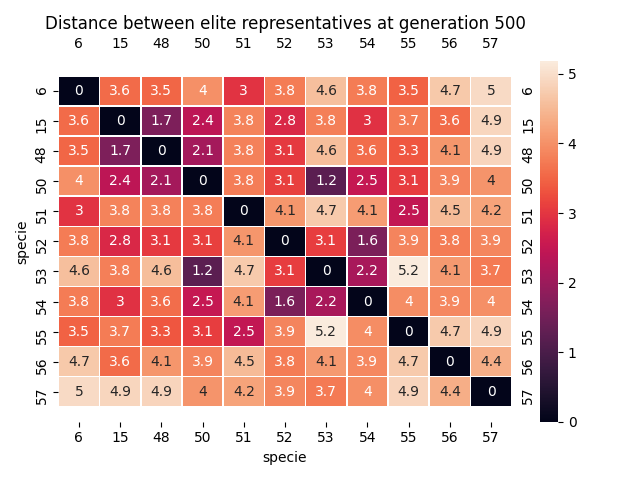 Distance between elite representatives at generation 500
6 15 48 50 51 52 53 54 55 56 57
6 0 3.6 3.5 4 3 3.8 4.6 3.8 3.5 4.7 5 6
15 3.6 0 1.7 2.4 3.8 2.8 3.8 3 3.7 3.6 4.9 15
48 3.5 1.7 0 2.1 3.8 3.1 4.6 3.6 3.3 4.1 4.9 48
50 4 2.4 2.1 0 3.8 3.1 1.2 2.5 3.1 3.9 4 50
51 3 3.8 3.8 3.8 0 4.1 4.7 4.1 2.5 4.5 4.2 51
52 3.8 2.8 3.1 3.1 4.1 0 3.1 1.6 3.9 3.8 3.9 52
53 4.6 3.8 4.6 1.2 4.7 3.1 0 2.2 5.2 4.1 3.7 53
54 3.8 3 3.6 2.5 4.1 1.6 2.2 0 4 3.9 4 54
55 3.5 3.7 3.3 3.1 2.5 3.9 5.2 4 0 4.7 4.9 55
56 4.7 3.6 4.1 3.9 4.5 3.8 4.1 3.9 4.7 0 4.4 56
57 5 4.9 4.9 4 4.2 3.9 3.7 4 4.9 4.4 0 57
6 15 48 50 51 52 53 54 55 56 57
specie
specie
5
4
3
2
1
0